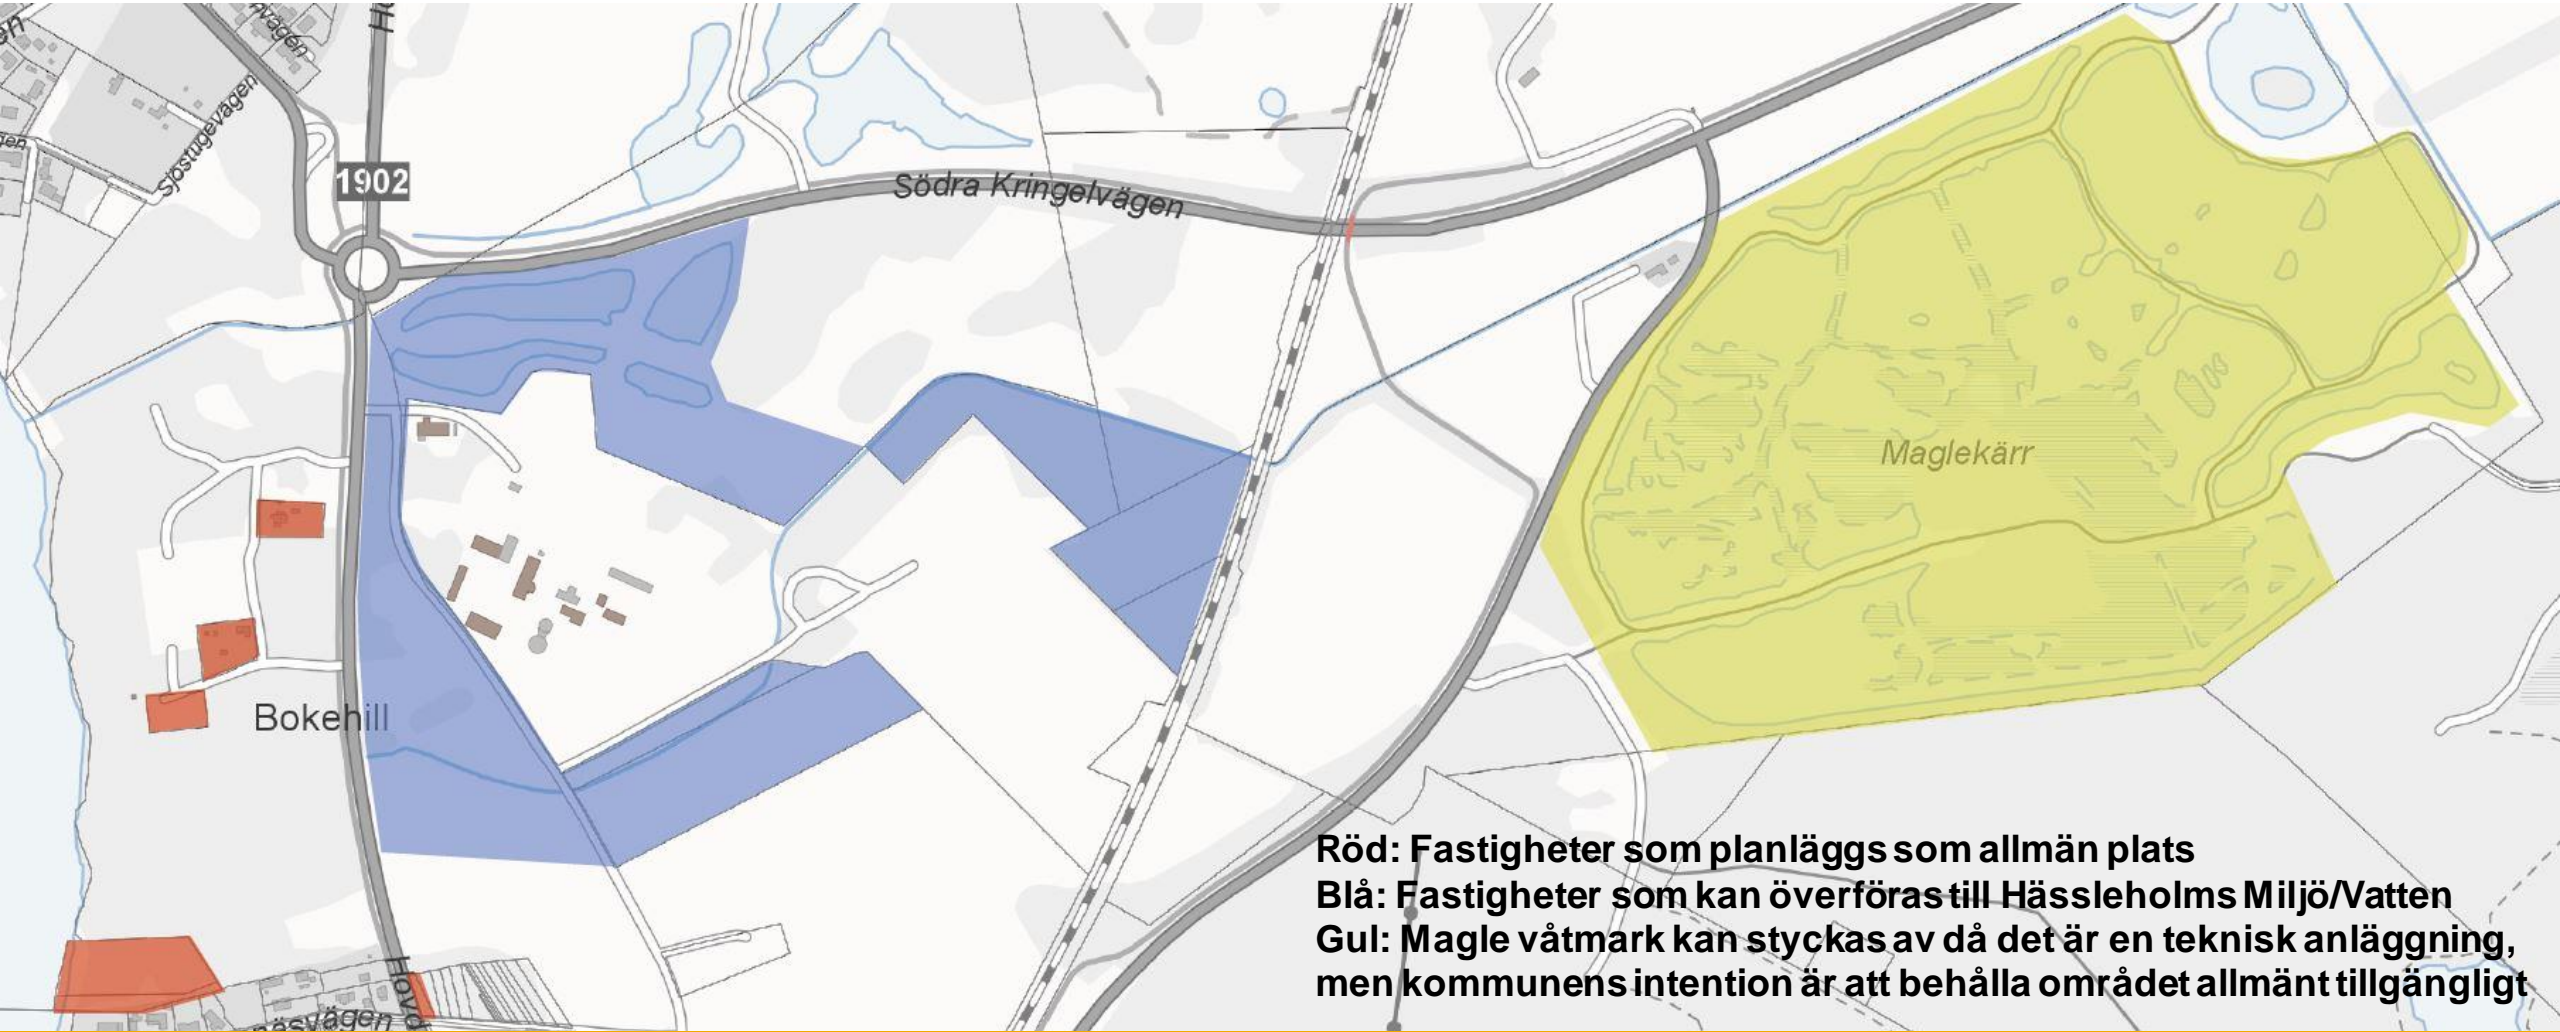 Sjöstugevägen
1902
Södra Kringelvägen
Maglekärr
Bokehill
Röd: Fastigheter som planläggs som allmän plats
Blå: Fastigheter som kan överföras till Hässleholms Miljö/Vatten
Gul: Magle våtmark kan styckas av då det är en teknisk anläggning,
men kommunens intention är att behålla området allmänt tillgängligt
Hovd
näsvägen